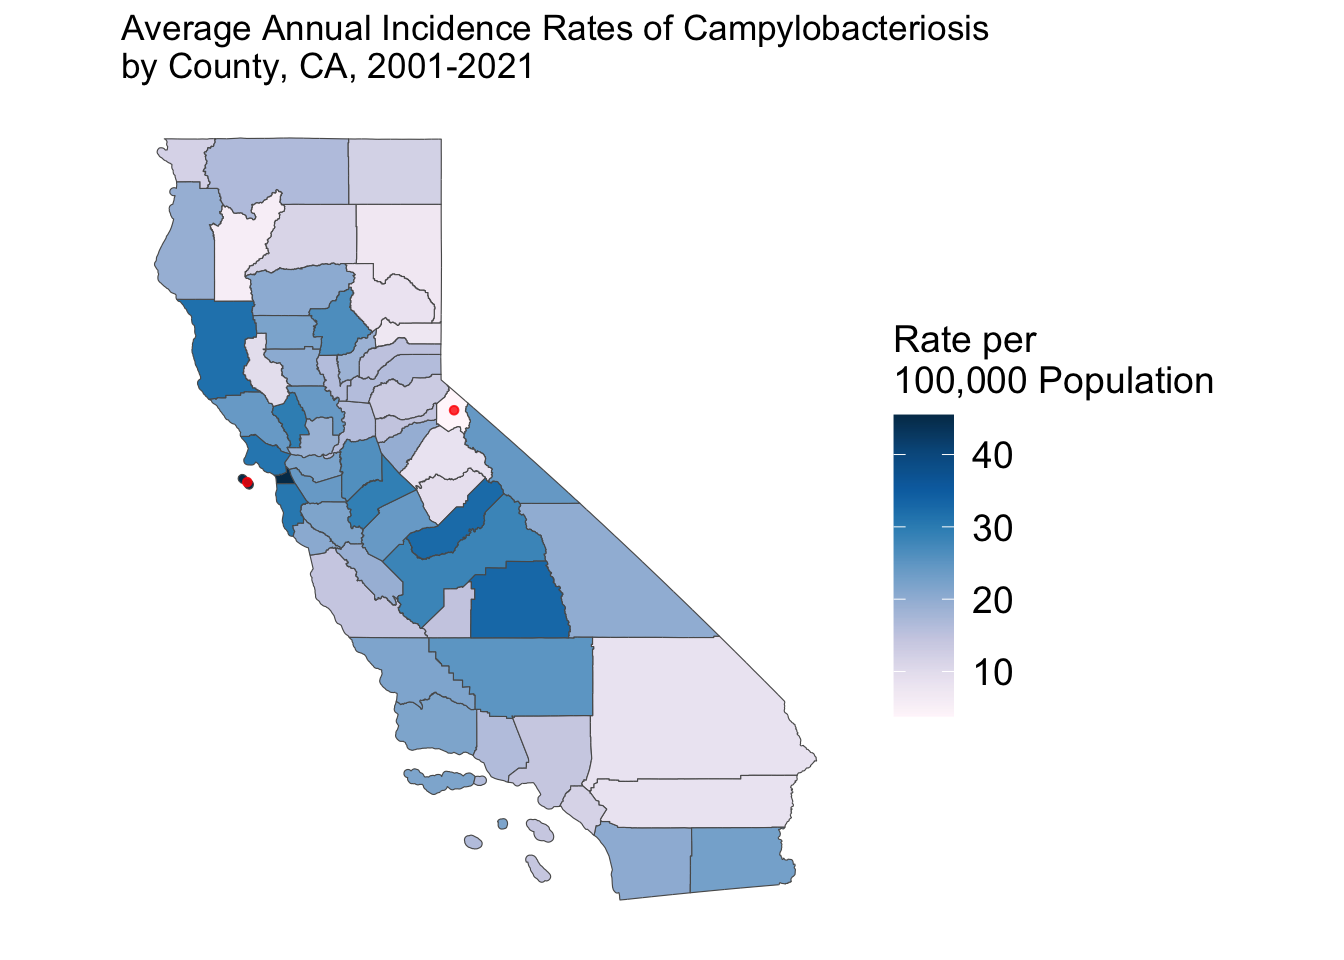 Average Annual Incidence Rates of Campylobacteriosis
by County, CA, 2001-2021
Rate per
100,000 Population
40
30
20
10